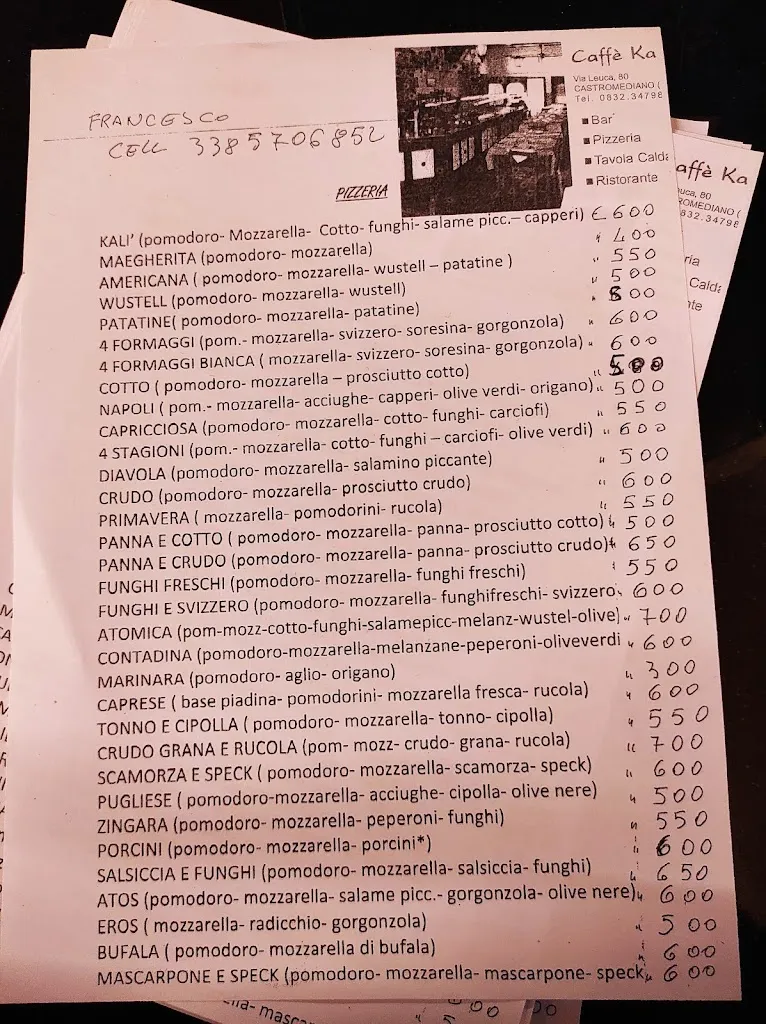 Caffè Ka
Via Leuca, 80
CASTROMEDIANO (
Tel. 0832.34798
Bar
Pizzeria
Tavola Calda
Ristorante
FRANCESCO
CELL 3385706852
PIZZERIA
KALI' (pomodoro- Mozzarella- Cotto- funghi- salame picc.– capperi) € 600
MAEGHERITA (pomodoro- mozzarella) " 400
AMERICANA ( pomodoro- mozzarella- wustell – patatine ) " 550
WUSTELL (pomodoro- mozzarella- wustell) " 500
PATATINE( pomodoro- mozzarella- patatine) "
4 FORMAGGI (pom.- mozzarella- svizzero- soresina- gorgonzola) " 600
4 FORMAGGI BIANCA ( mozzarella- svizzero- soresina- gorgonzola) " 600
COTTO ( pomodoro- mozzarella – prosciutto cotto) "
NAPOLI ( pom.- mozzarella- acciughe- capperi- olive verdi- origano) " 500
CAPRICCIOSA (pomodoro- mozzarella- cotto- funghi- carciofi) " 550
4 STAGIONI (pom.- mozzarella- cotto- funghi – carciofi- olive verdi) " 600
DIAVOLA (pomodoro- mozzarella- salamino piccante) " 500
CRUDO (pomodoro- mozzarella- prosciutto crudo) " 600
PRIMAVERA ( mozzarella- pomodorini- rucola) " 550
PANNA E COTTO ( pomodoro- mozzarella- panna- prosciutto cotto) " 500
PANNA E CRUDO ( pomodoro- mozzarella- panna- prosciutto crudo) " 650
FUNGHI FRESCHI (pomodoro- mozzarella- funghi freschi) " 550
FUNGHI E SVIZZERO (pomodoro- mozzarella- funghifreschi- svizzero " 600
ATOMICA (pom-mozz-cotto-funghi-salamepicc-melanz-wustel-olive) " 700
CONTADINA (pomodoro-mozzarella-melanzane-peperoni-oliveverdi " 600
MARINARA (pomodoro- aglio- origano) " 300
CAPRESE ( base piadina- pomodorini- mozzarella fresca- rucola) " 600
TONNO E CIPOLLA ( pomodoro- mozzarella- tonno- cipolla) " 550
CRUDO GRANA E RUCOLA (pom- mozz- crudo- grana- rucola) " 700
SCAMORZA E SPECK ( pomodoro- mozzarella- scamorza- speck) " 600
PUGLIESE ( pomodoro-mozzarella- acciughe- cipolla- olive nere) " 500
ZINGARA (pomodoro- mozzarella- peperoni- funghi) " 550
PORCINI (pomodoro- mozzarella- porcini*) " 600
SALSICCIA E FUNGHI (pomodoro- mozzarella- salsiccia- funghi) " 650
ATOS (pomodoro- mozzarella- salame picc.- gorgonzola- olive nere) " 600
EROS ( mozzarella- radicchio- gorgonzola) " 500
BUFALA ( pomodoro- mozzarella di bufala) " 600
MASCARPONE E SPECK (pomodoro- mozzarella- mascarpone- speck " 600
affè Ka